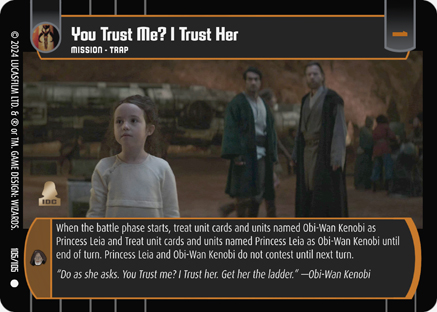 You Trust Me? I Trust Her
MISSION - TRAP
© 2024 LUCASFILM LTD. & ® or TM. GAME DESIGN: WIZARDS.
IDC
105/105
When the battle phase starts, treat unit cards and units named Obi-Wan Kenobi as
Princess Leia and Treat unit cards and units named Princess Leia as Obi-Wan Kenobi until
end of turn. Princess Leia and Obi-Wan Kenobi do not contest until next turn.
"Do as she asks. You Trust me? I Trust her. Get her the ladder." —Obi-Wan Kenobi